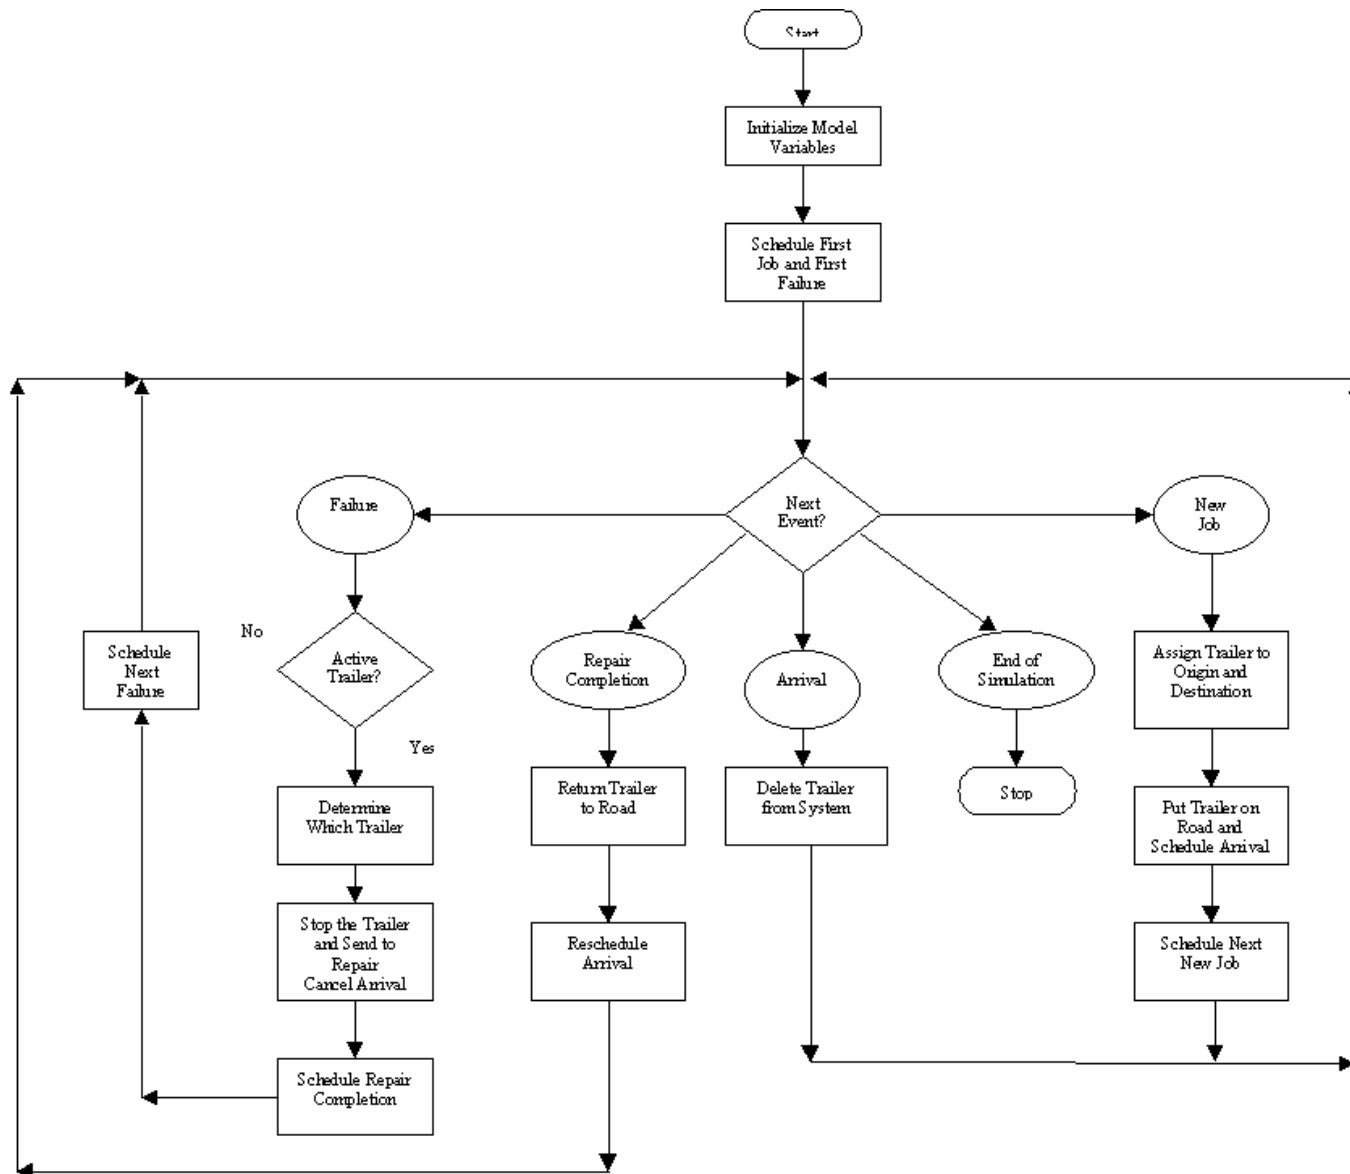 Start
Initialize Model
Variables
Schedule First
Job and First
Failure
Failure
Next
Event?
New
Job
No
Schedule
Next
Failure
Active
Trailer?
Repair
Completion
Arrival
End of
Simulation
Assign Trailer to
Origin and
Destination
Yes
Determine
Which Trailer
Return Trailer
to Road
Delete Trailer
from System
Stop
Put Trailer on
Road and
Schedule Arrival
Stop the Trailer
and Send to
Repair
Cancel Arrival
Reschedule
Arrival
Schedule Next
New Job
Schedule Repair
Completion